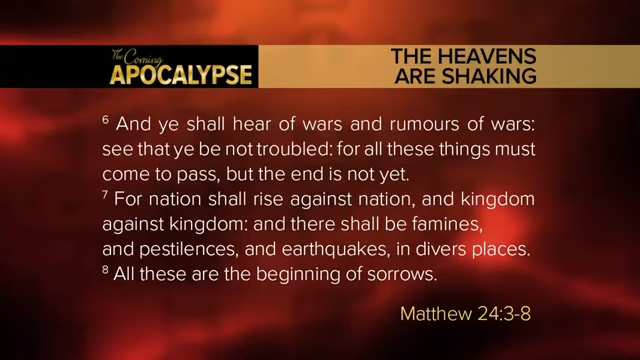 The Coming
APOCALYPSE
THE HEAVENS
ARE SHAKING
⁶ And ye shall hear of wars and rumours of wars:
see that ye be not troubled: for all these things must
come to pass, but the end is not yet.
⁷ For nation shall rise against nation, and kingdom
against kingdom: and there shall be famines,
and pestilences, and earthquakes, in divers places.
⁸ All these are the beginning of sorrows.
Matthew 24:3-8